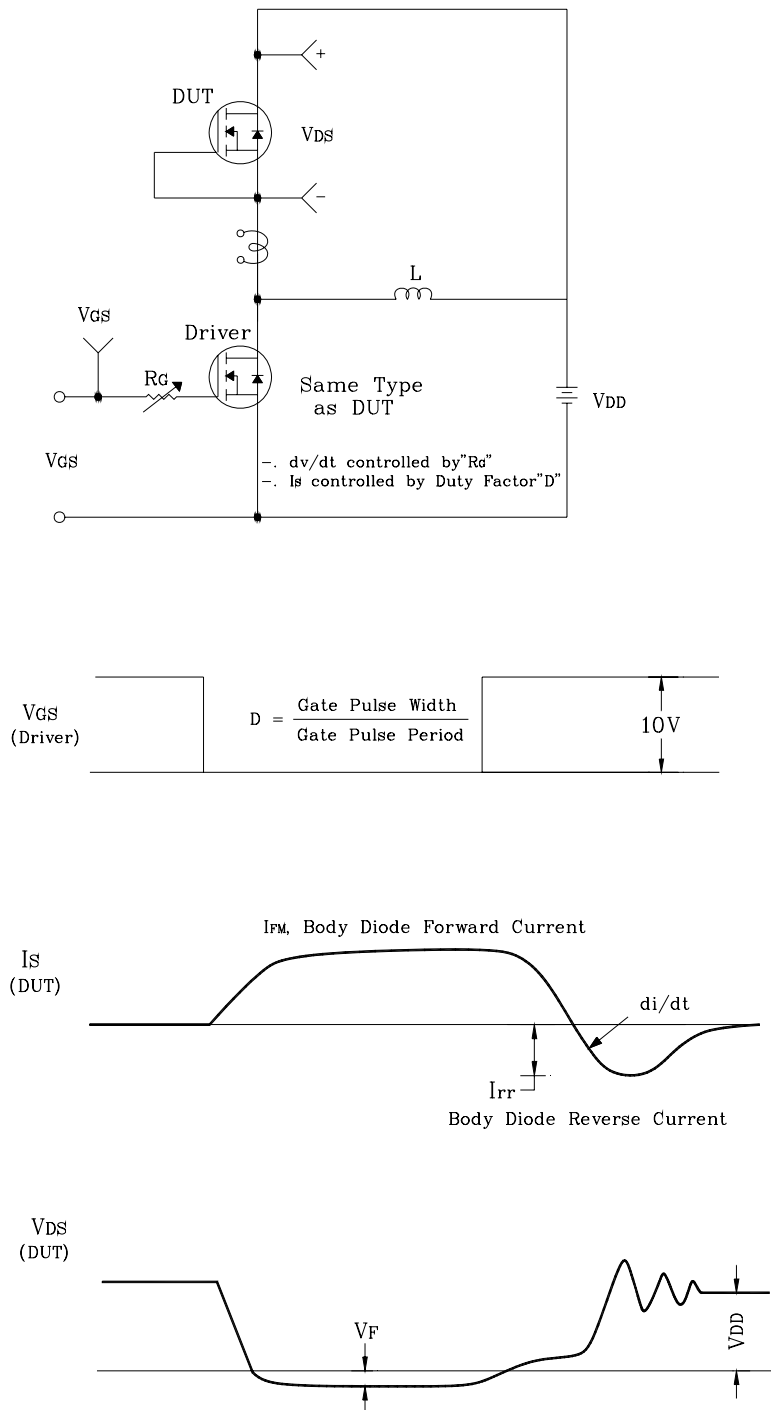 +
DUT
VDS
−
L
VGS
Driver
RG
Same Type
as DUT
VDD
VGS
−. dv/dt controlled by"RG"
−. Is controlled by Duty Factor"D"
VGS
(Driver)
D = Gate Pulse Width
Gate Pulse Period
10V
IFM, Body Diode Forward Current
IS
(DUT)
di/dt
Irr
Body Diode Reverse Current
VDS
(DUT)
VF
VDD